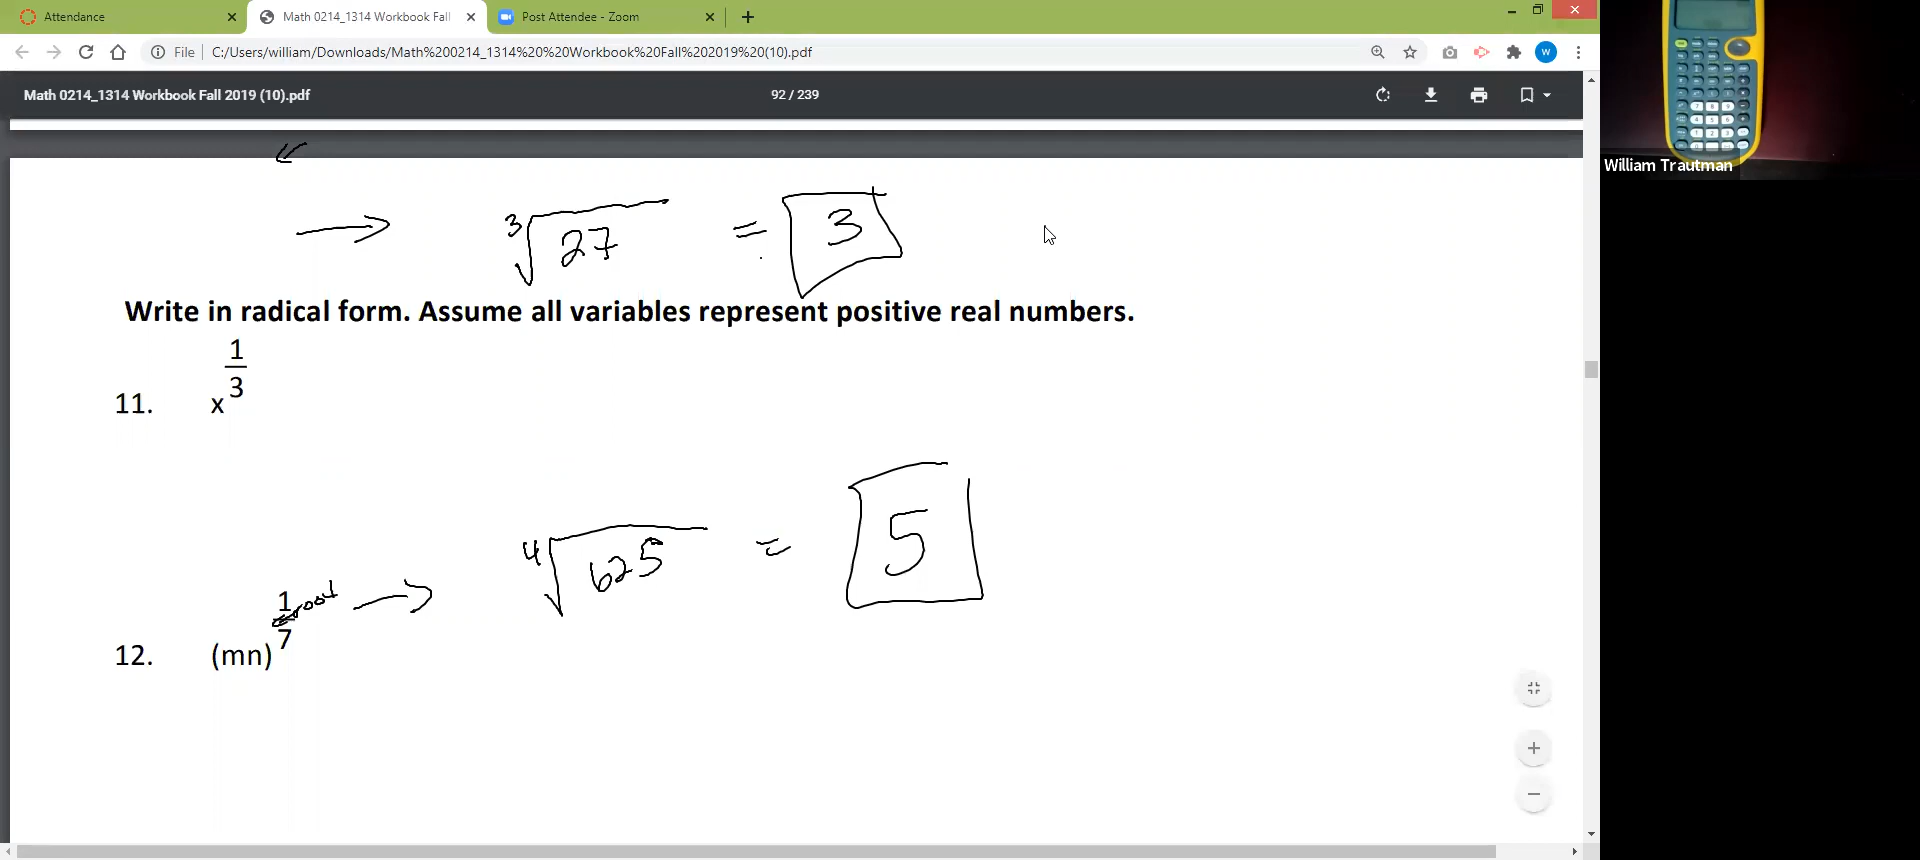 Attendance
Math 0214_1314 Workbook Fall
Post Attendee - Zoom
File
C:/Users/william/Downloads/Math%200214_1314%20%20Workbook%20Fall%202019%20(10).pdf
W
Math 0214_1314 Workbook Fall 2019 (10).pdf
92 / 239
William Trautman
→ ∛27 = 3
Write in radical form. Assume all variables represent positive real numbers.
11. x^(1/3)
∜625 = 5
root →
12. (mn)^(1/7)